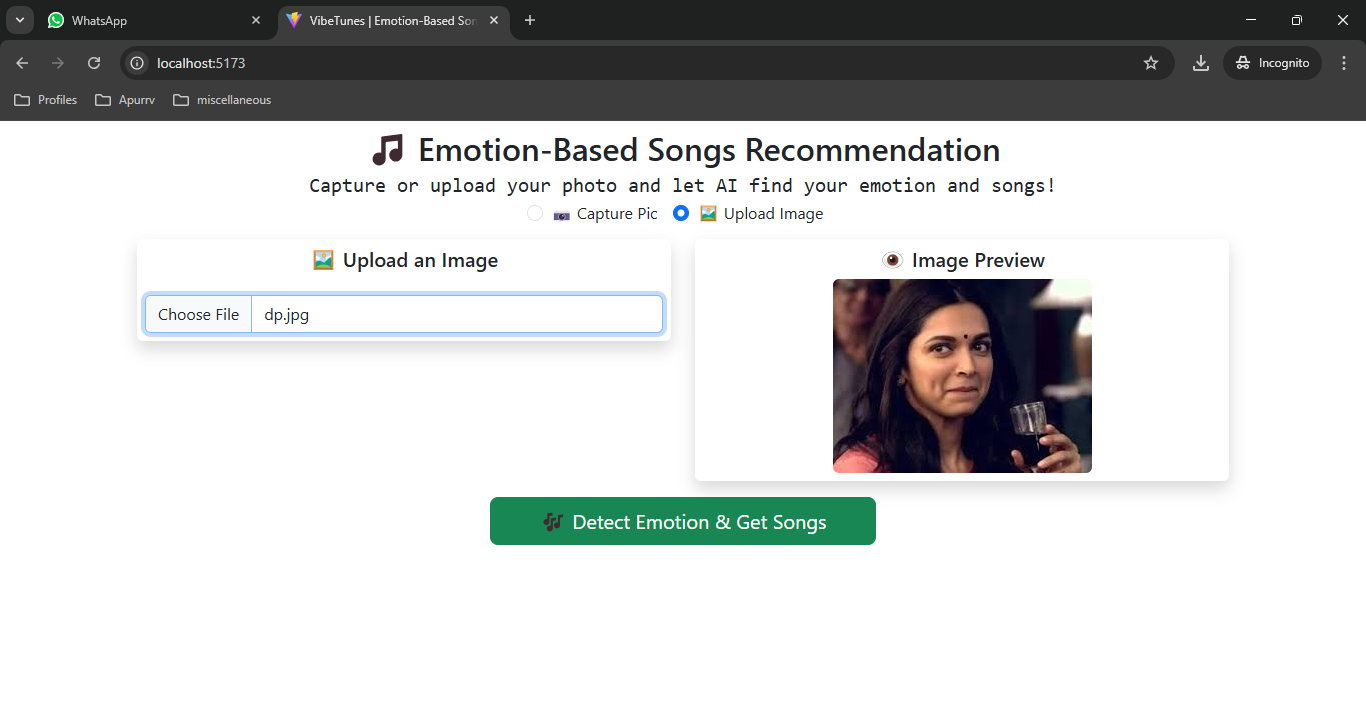 WhatsApp
VibeTunes | Emotion-Based Son
localhost:5173
Incognito
Profiles
Apurrv
miscellaneous
Emotion-Based Songs Recommendation
Capture or upload your photo and let AI find your emotion and songs!
Capture Pic
Upload Image
Upload an Image
Choose File
dp.jpg
Image Preview
Detect Emotion & Get Songs